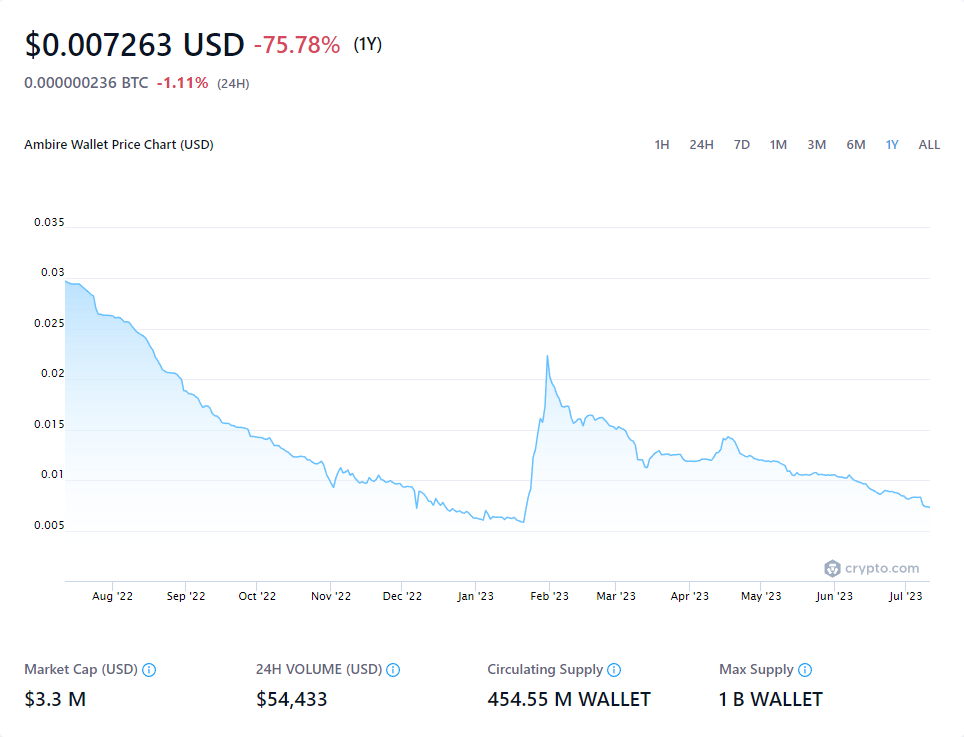 $0.007263 USD -75.78% (1Y)
0.000000236 BTC -1.11% (24H)
Ambire Wallet Price Chart (USD) 1H 24H 7D 1M 3M 6M 1Y ALL
0.035
0.03
0.025
0.02
0.015
0.01
0.005
crypto.com
Aug '22 Sep '22 Oct '22 Nov '22 Dec '22 Jan '23 Feb '23 Mar '23 Apr '23 May '23 Jun '23 Jul '23
Market Cap (USD) 24H VOLUME (USD) Circulating Supply Max Supply
$3.3 M $54,433 454.55 M WALLET 1 B WALLET